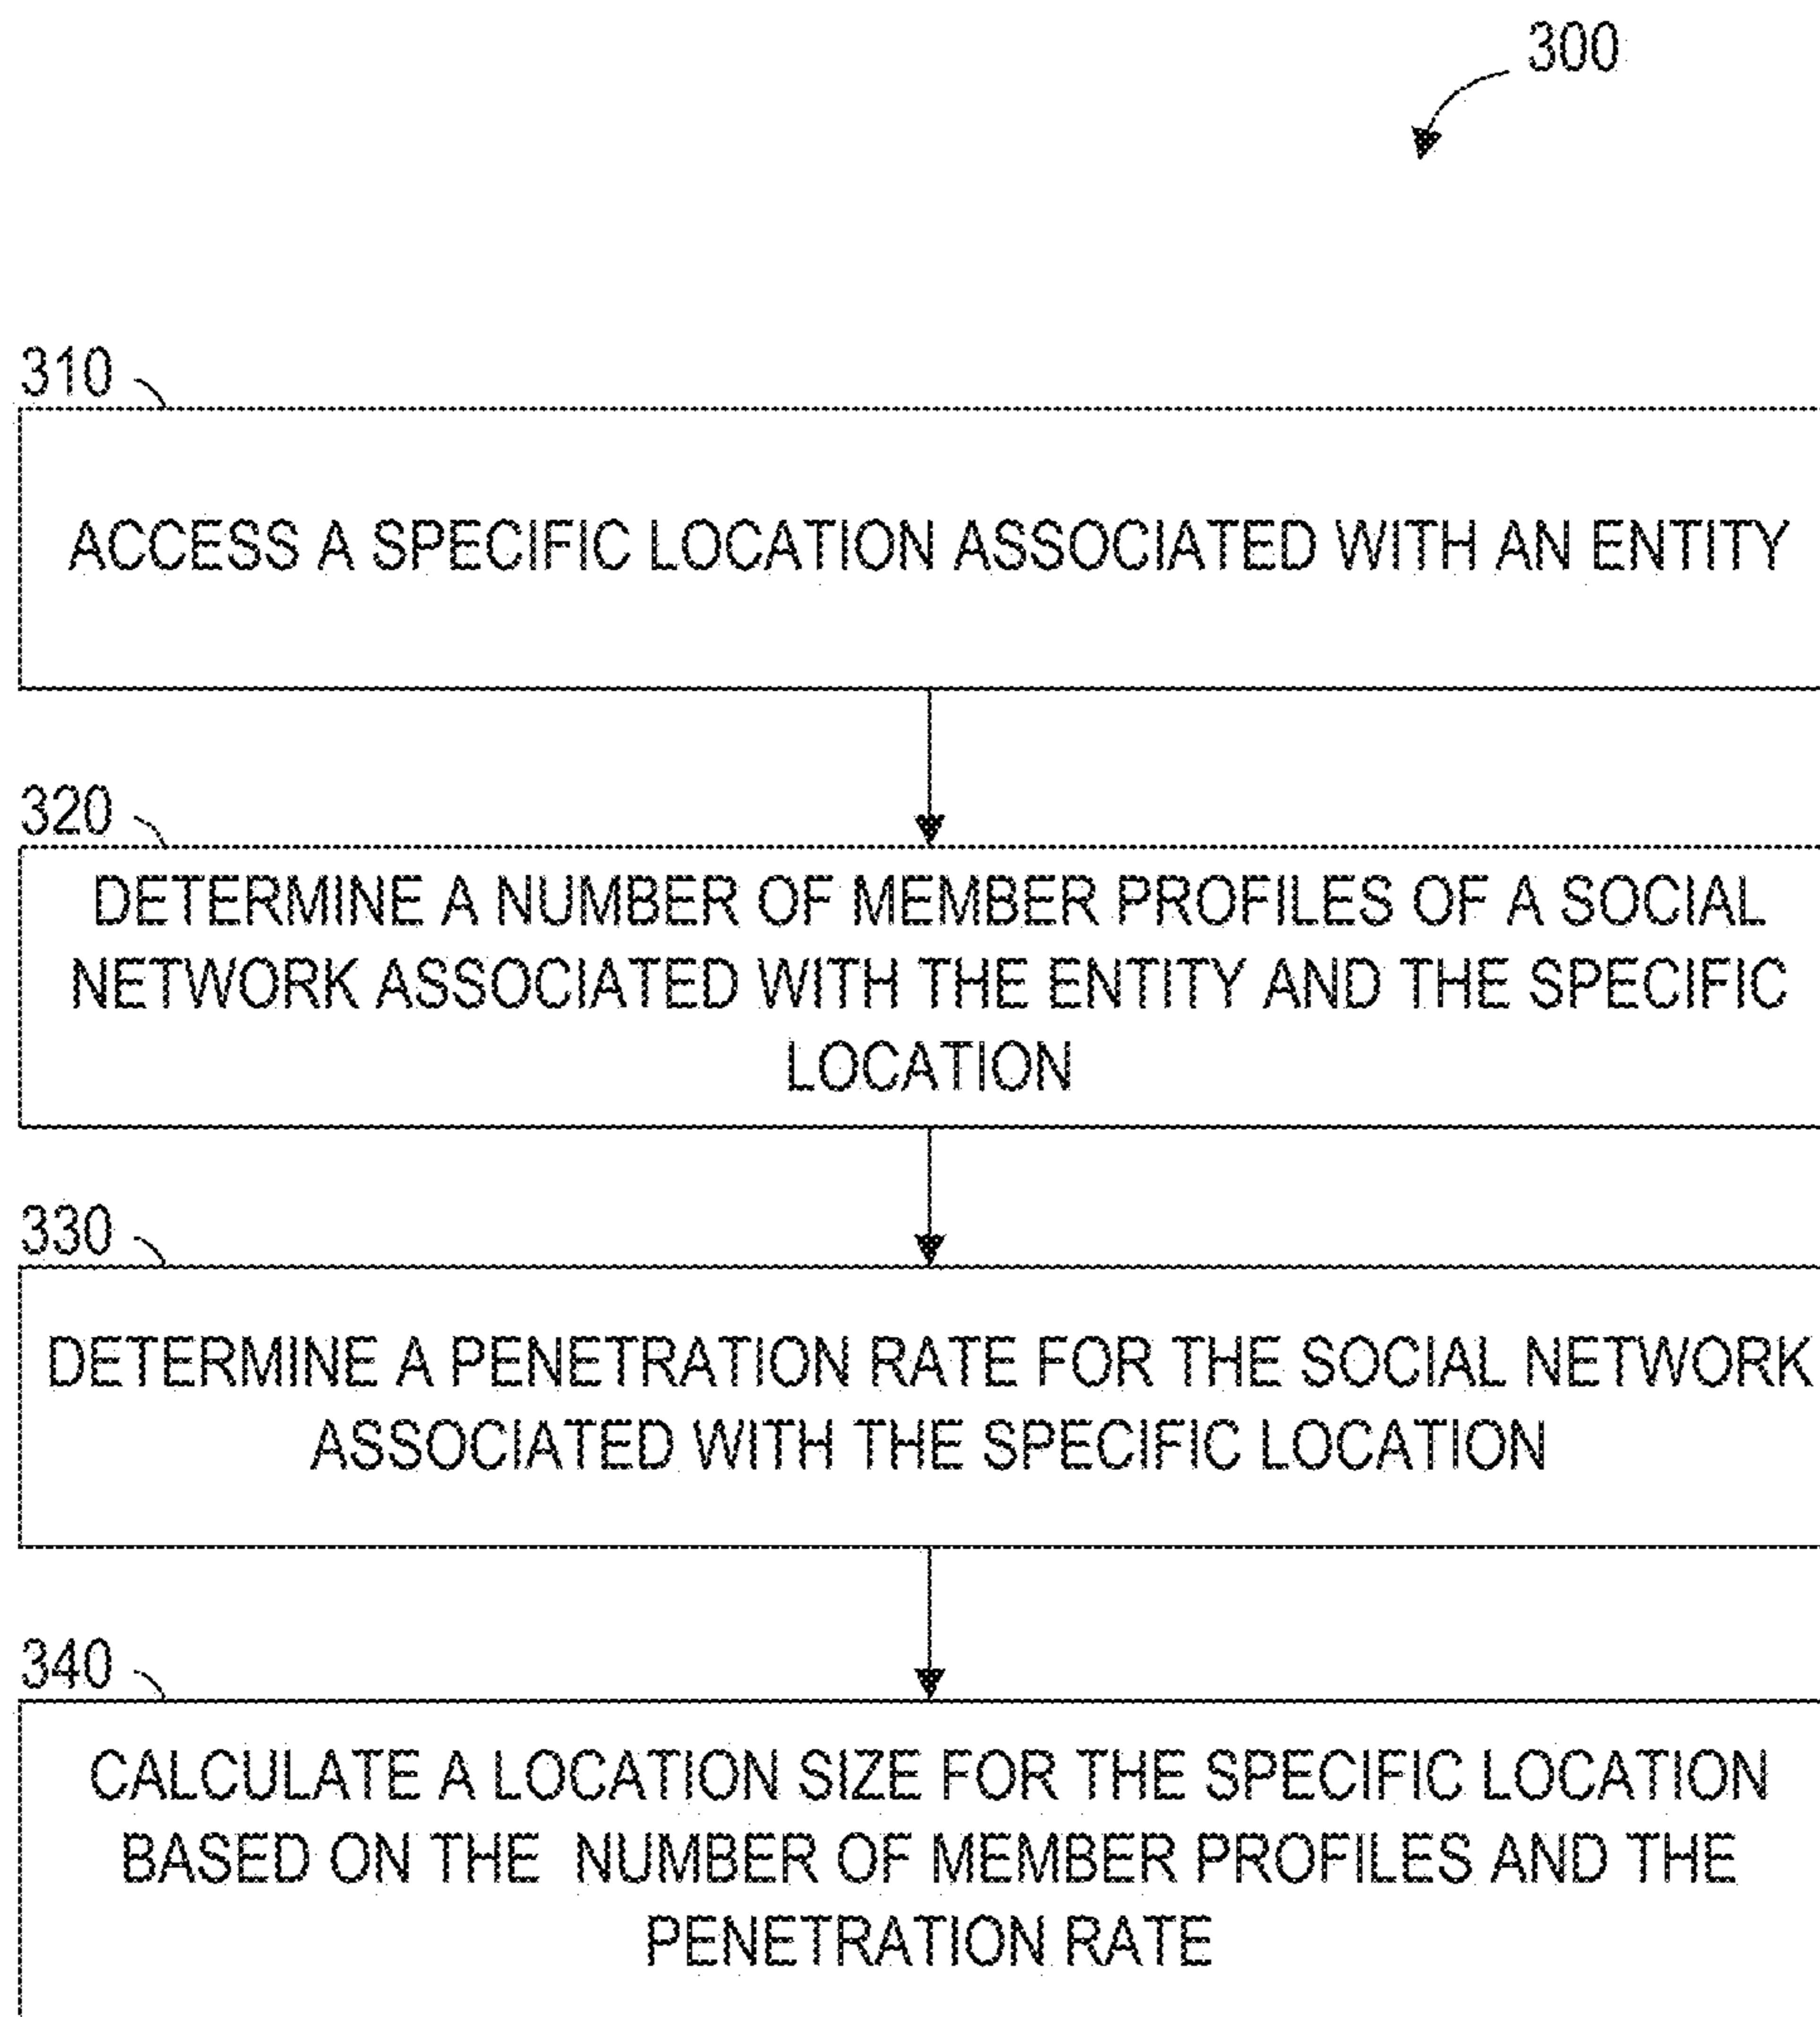 300
310
ACCESS A SPECIFIC LOCATION ASSOCIATED WITH AN ENTITY
320
DETERMINE A NUMBER OF MEMBER PROFILES OF A SOCIAL
NETWORK ASSOCIATED WITH THE ENTITY AND THE SPECIFIC
LOCATION
330
DETERMINE A PENETRATION RATE FOR THE SOCIAL NETWORK
ASSOCIATED WITH THE SPECIFIC LOCATION
340
CALCULATE A LOCATION SIZE FOR THE SPECIFIC LOCATION
BASED ON THE NUMBER OF MEMBER PROFILES AND THE
PENETRATION RATE